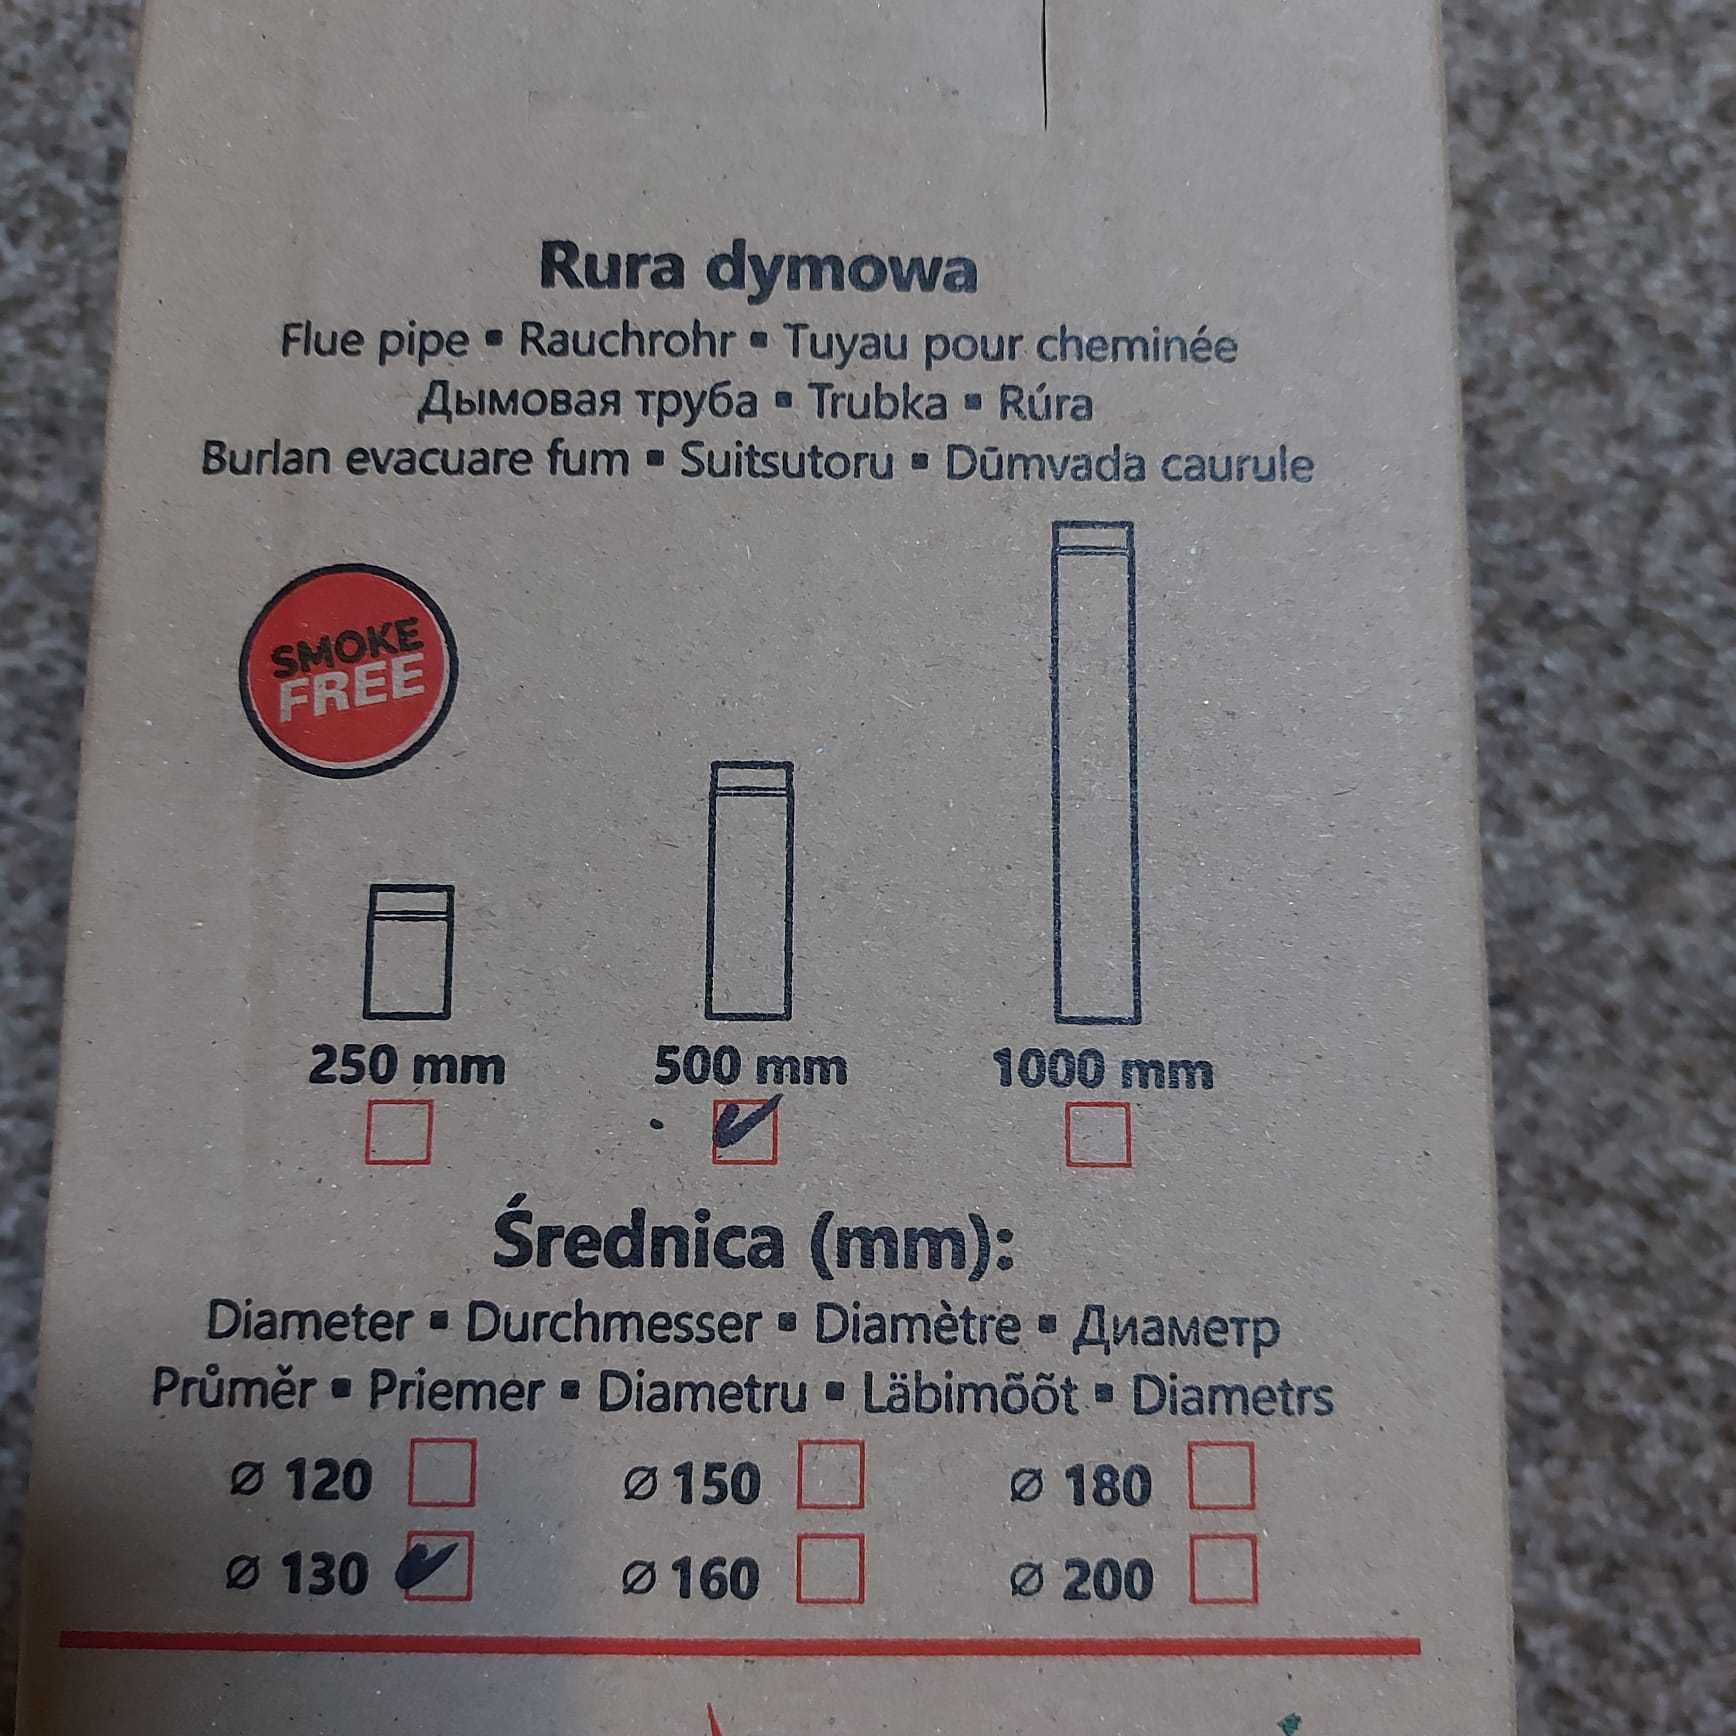 Rura dymowa
Flue pipe ▪ Rauchrohr ▪ Tuyau pour cheminée
Дымовая труба ▪ Trubka ▪ Rúra
Burlan evacuare fum ▪ Suitsutoru ▪ Dūmvada caurule
SMOKE
FREE
250 mm 500 mm 1000 mm
Średnica (mm):
Diameter ▪ Durchmesser ▪ Diamètre ▪ Диаметр
Průměr ▪ Priemer ▪ Diametru ▪ Läbimõõt ▪ Diametrs
Ø 120 Ø 150 Ø 180
Ø 130 Ø 160 Ø 200